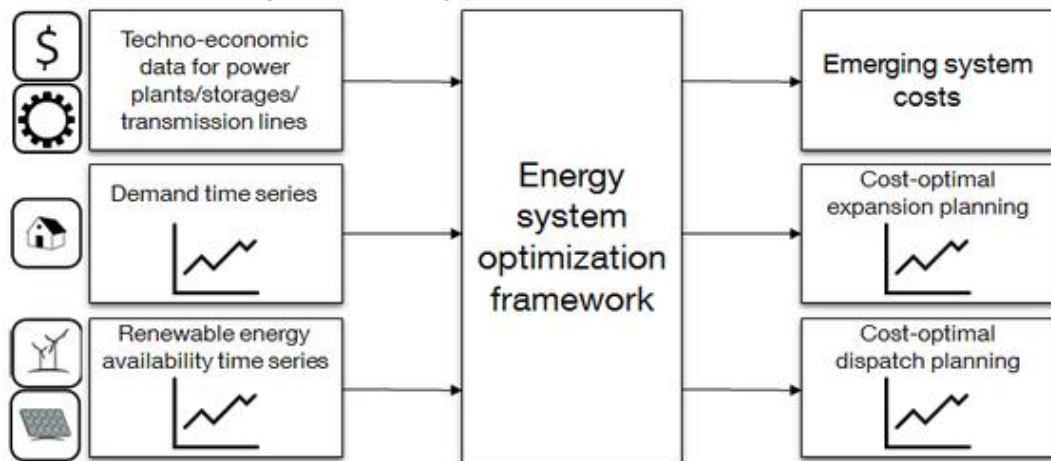 $
Techno-economic
data for power
plants/storages/
transmission lines
Demand time series
Renewable energy
availability time series
Energy
system
optimization
framework
Emerging system
costs
Cost-optimal
expansion planning
Cost-optimal
dispatch planning